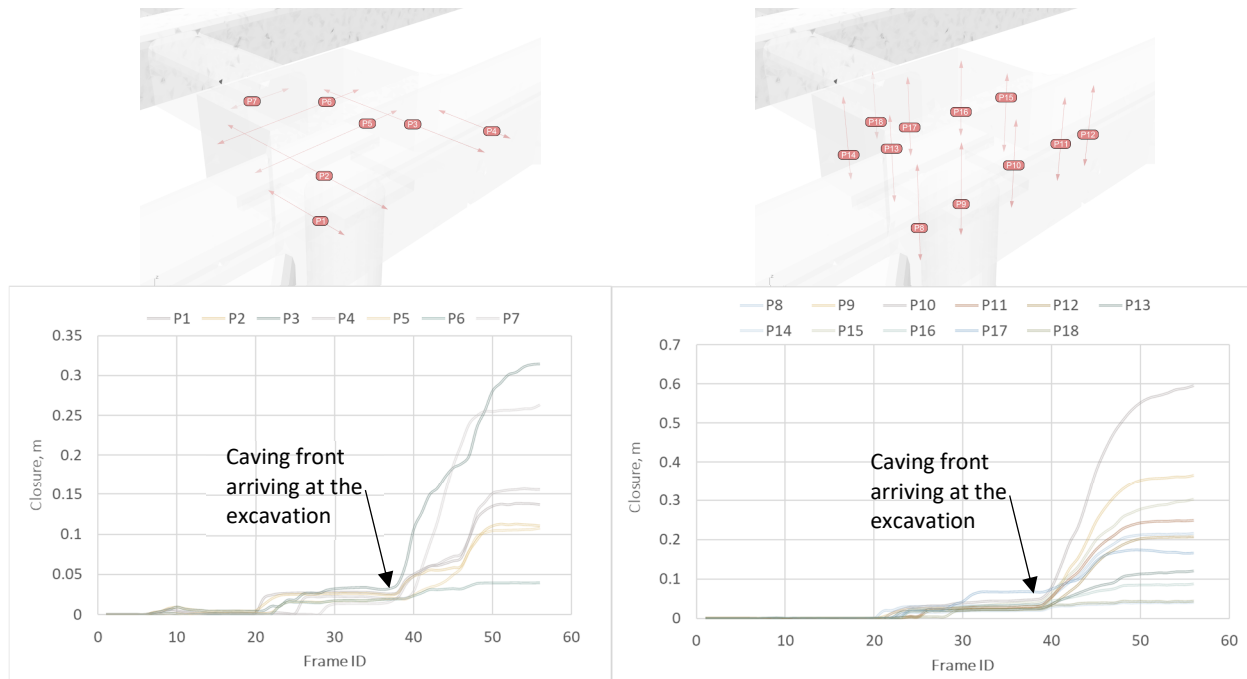 P7
P6
P5
P3
P4
P2
P1
P15
P16
P18
P17
P12
P11
P13
P14
P10
P9
P8
P1 P2 P3 P4 P5 P6 P7
0.35
0.3
0.25
0.2
0.15
0.1
0.05
0
Closure, m
Caving front
arriving at the
excavation
0 10 20 30 40 50 60
Frame ID
P8 P9 P10 P11 P12 P13
P14 P15 P16 P17 P18
0.7
0.6
0.5
0.4
0.3
0.2
0.1
0
Closure, m
Caving front
arriving at the
excavation
0 10 20 30 40 50 60
Frame ID